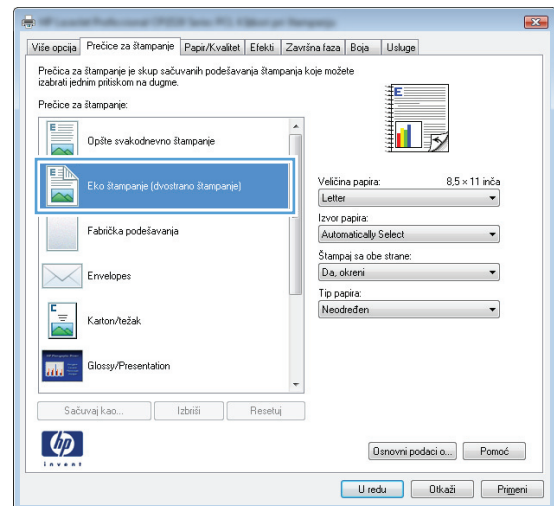 Više opcija Prečice za štampanje Papir/Kvalitet Efekti Završna faza Boja Usluge
Prečica za štampanje je skup sačuvanih podešavanja štampanja koje možete
izabrati jednim pritiskom na dugme.
Prečice za štampanje:
Opšte svakodnevno štampanje
Eko štampanje (dvostrano štampanje)
Fabrička podešavanja
Envelopes
Karton/težak
Glossy/Presentation
Sačuvaj kao... Izbriši Resetuj
Veličina papira: 8,5 × 11 inča
Letter
Izvor papira:
Automatically Select
Štampaj sa obe strane:
Da, okreni
Tip papira:
Neodređen
hp
invent
Osnovni podaci o... Pomoć
U redu Otkaži Primeni